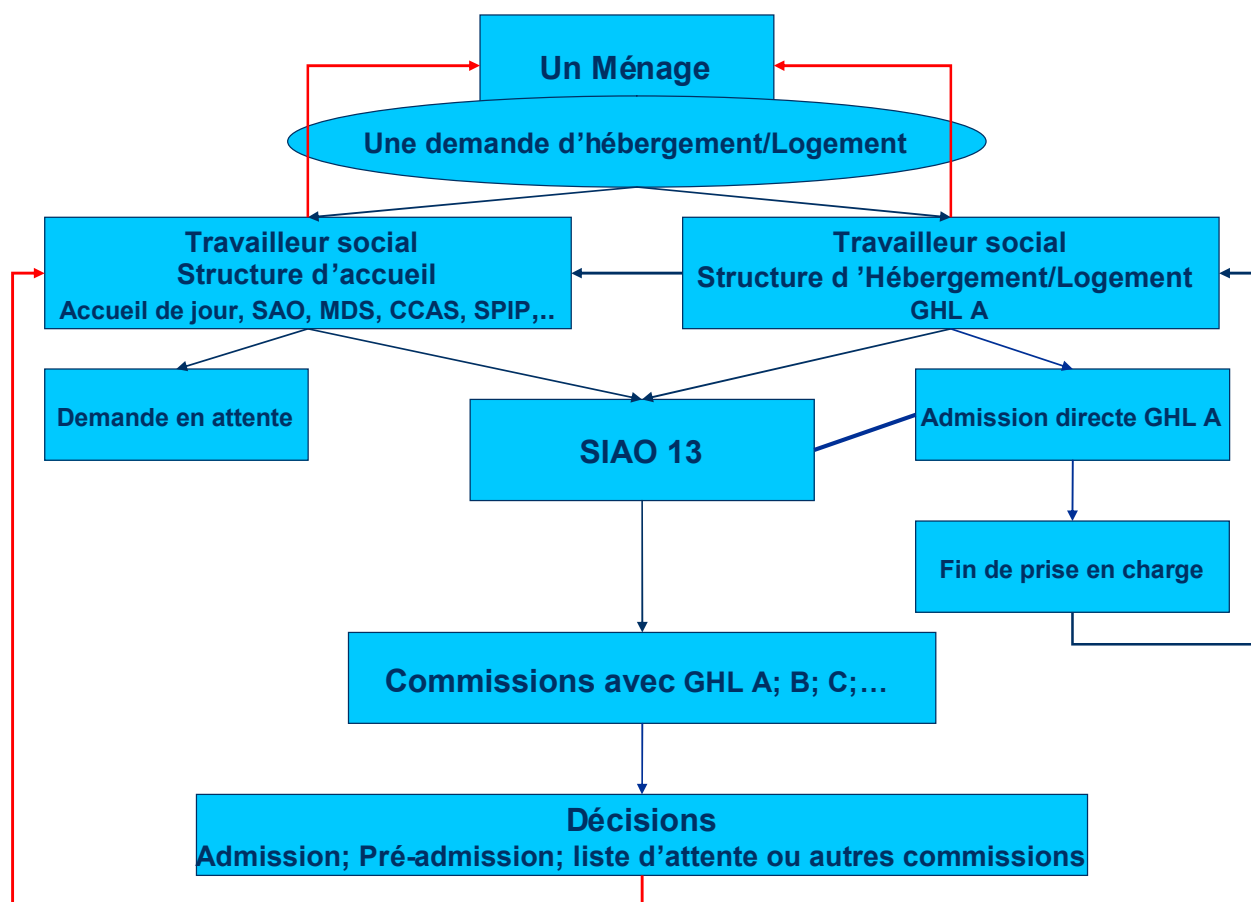 Un Ménage
Une demande d’hébergement/Logement
Travailleur social
Structure d’accueil
Accueil de jour, SAO, MDS, CCAS, SPIP,..
Travailleur social
Structure d ’Hébergement/Logement
GHL A
Demande en attente
SIAO 13
Admission directe GHL A
Fin de prise en charge
Commissions avec GHL A; B; C;…
Décisions
Admission; Pré-admission; liste d’attente ou autres commissions